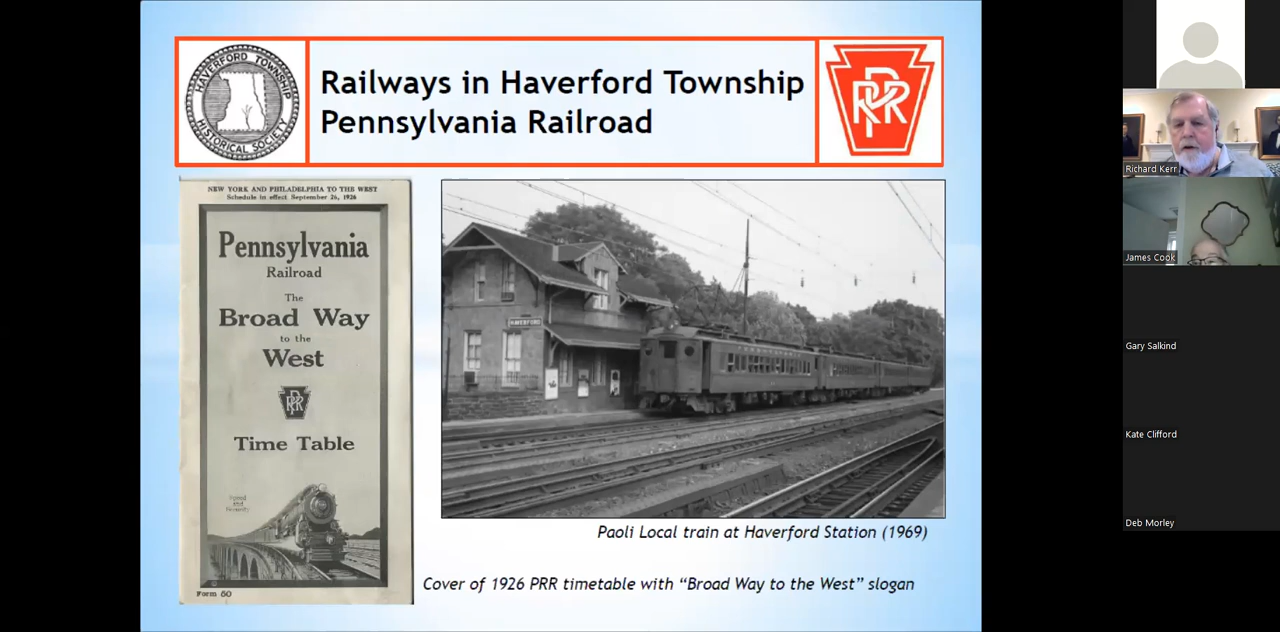 HAVERFORD TOWNSHIP
HISTORICAL SOCIETY
Railways in Haverford Township
Pennsylvania Railroad
PRR
NEW YORK AND PHILADELPHIA TO THE WEST
Schedule in effect September 26, 1926
Pennsylvania
Railroad
The
Broad Way
to the
West
PRR
Time Table
Form 50
HAVERFORD
Paoli Local train at Haverford Station (1969)
Cover of 1926 PRR timetable with “Broad Way to the West” slogan
Richard Kerr
James Cook
Gary Salkind
Kate Clifford
Deb Morley